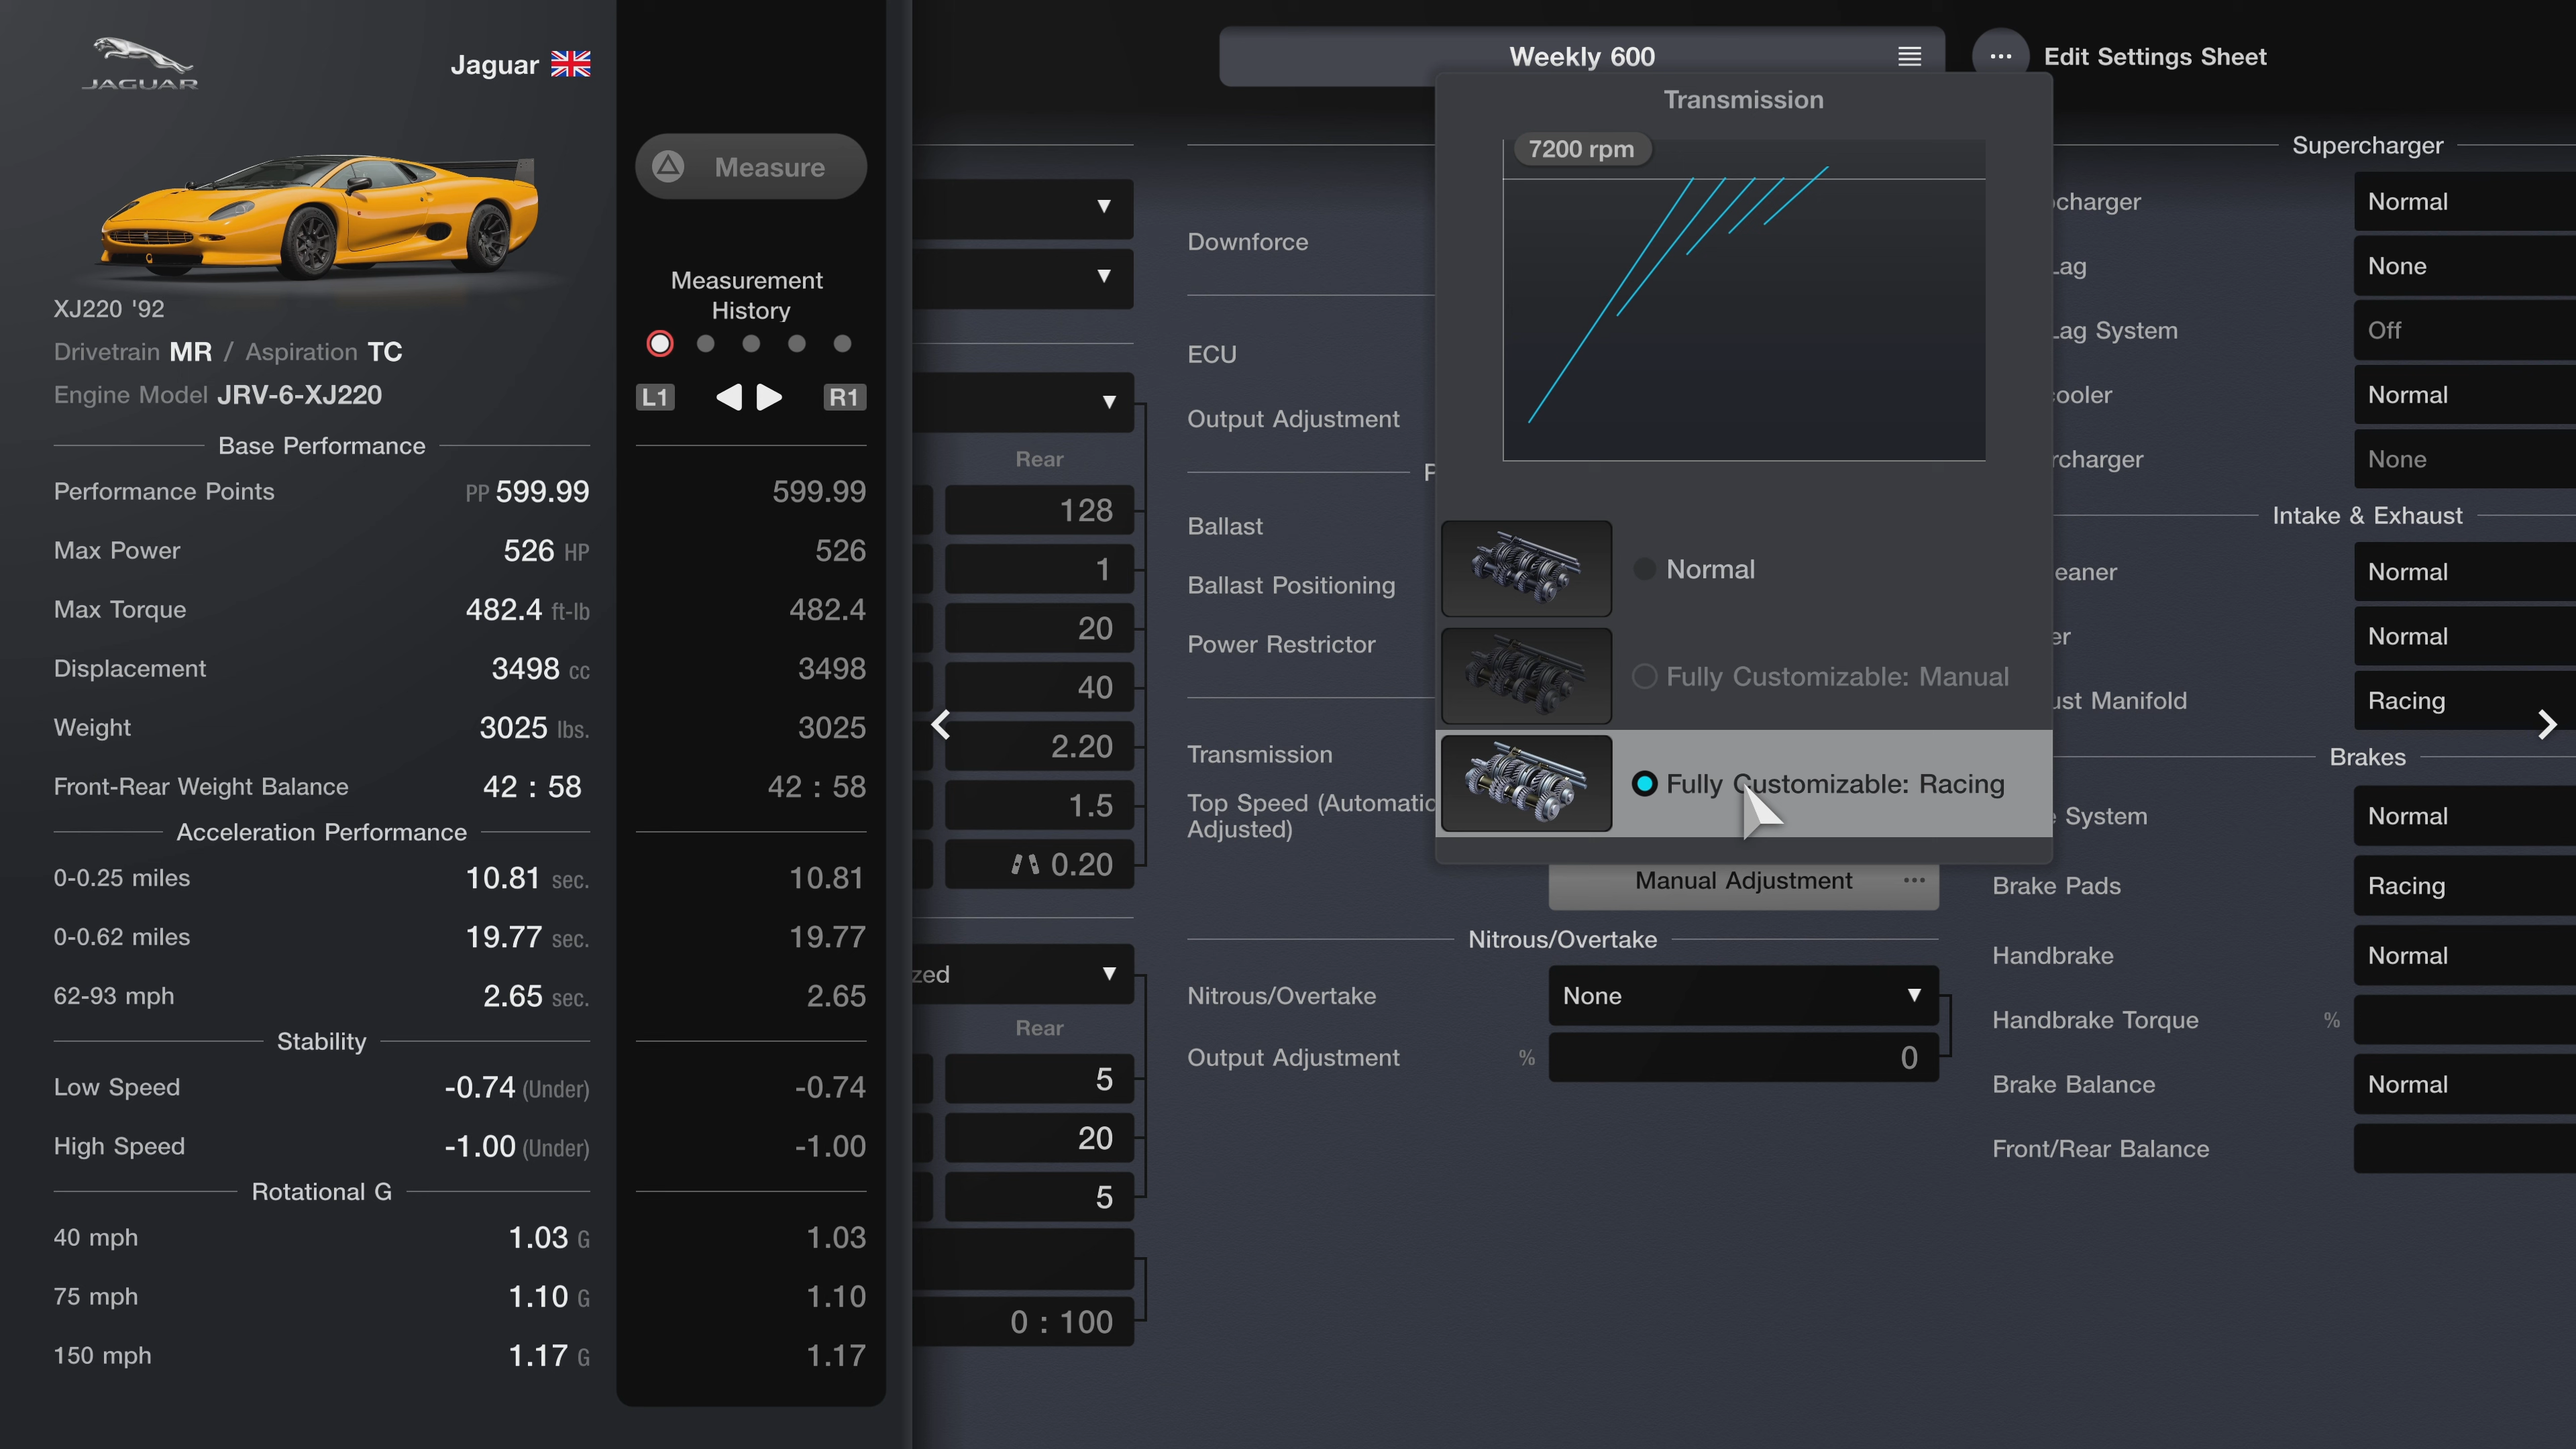 JAGUAR
Jaguar
XJ220 '92
Drivetrain MR / Aspiration TC
Engine Model JRV-6-XJ220
Base Performance
Performance Points PP 599.99
Max Power 526 HP
Max Torque 482.4 ft-lb
Displacement 3498 cc
Weight 3025 lbs.
Front-Rear Weight Balance 42 : 58
Acceleration Performance
0-0.25 miles 10.81 sec.
0-0.62 miles 19.77 sec.
62-93 mph 2.65 sec.
Stability
Low Speed -0.74 (Under)
High Speed -1.00 (Under)
Rotational G
40 mph 1.03 G
75 mph 1.10 G
150 mph 1.17 G
Measure
Measurement
History
L1 R1
599.99
526
482.4
3498
3025
42 : 58
10.81
19.77
2.65
-0.74
-1.00
1.03
1.10
1.17
Rear
128
1
20
40
2.20
1.5
0.20
zed
Rear
5
20
5
0 : 100
Weekly 600
Edit Settings Sheet
Downforce
ECU
Output Adjustment
P
Ballast
Ballast Positioning
Power Restrictor
Transmission
Top Speed (Automatic
Adjusted)
Manual Adjustment
Nitrous/Overtake
Nitrous/Overtake None
Output Adjustment % 0
Transmission
7200 rpm
Normal
Fully Customizable: Manual
Fully Customizable: Racing
Supercharger
ocharger Normal
Lag None
Lag System Off
cooler Normal
rcharger None
Intake & Exhaust
eaner Normal
er Normal
ust Manifold Racing
Brakes
e System Normal
Brake Pads Racing
Handbrake Normal
Handbrake Torque %
Brake Balance Normal
Front/Rear Balance